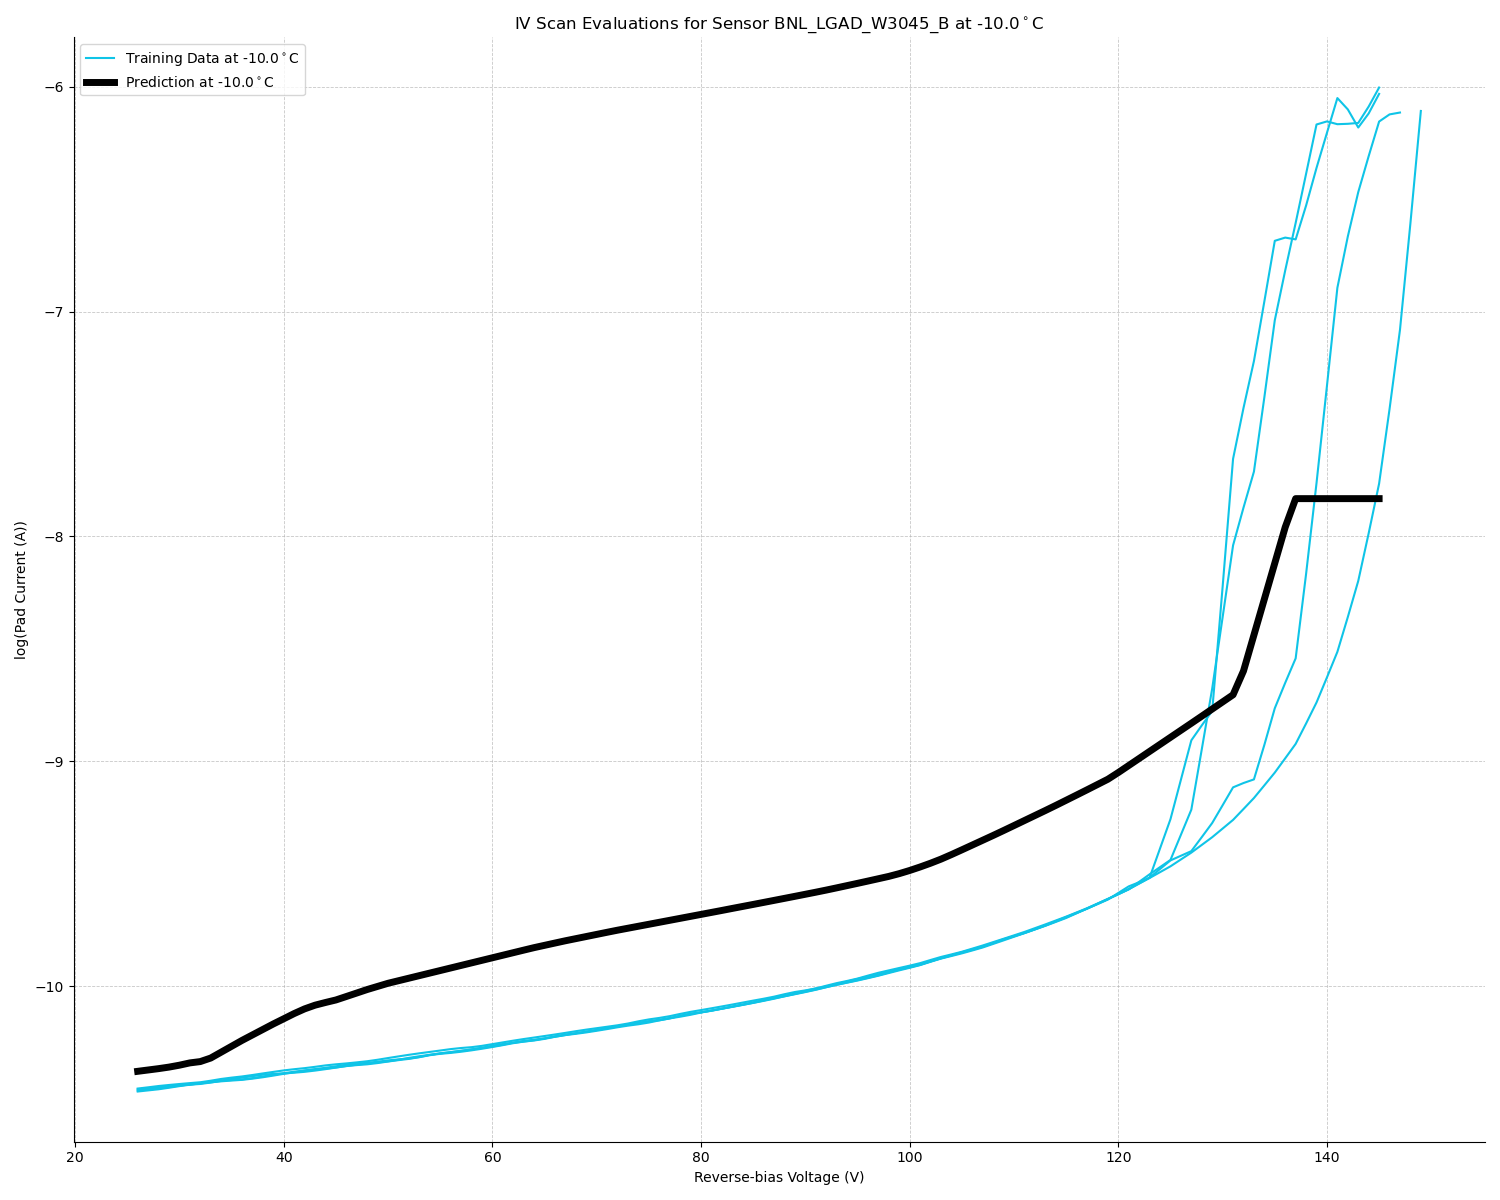 IV Scan Evaluations for Sensor BNL_LGAD_W3045_B at -10.0°C
Training Data at -10.0°C
Prediction at -10.0°C
−6
−7
−8
−9
−10
log(Pad Current (A))
20 40 60 80 100 120 140
Reverse-bias Voltage (V)